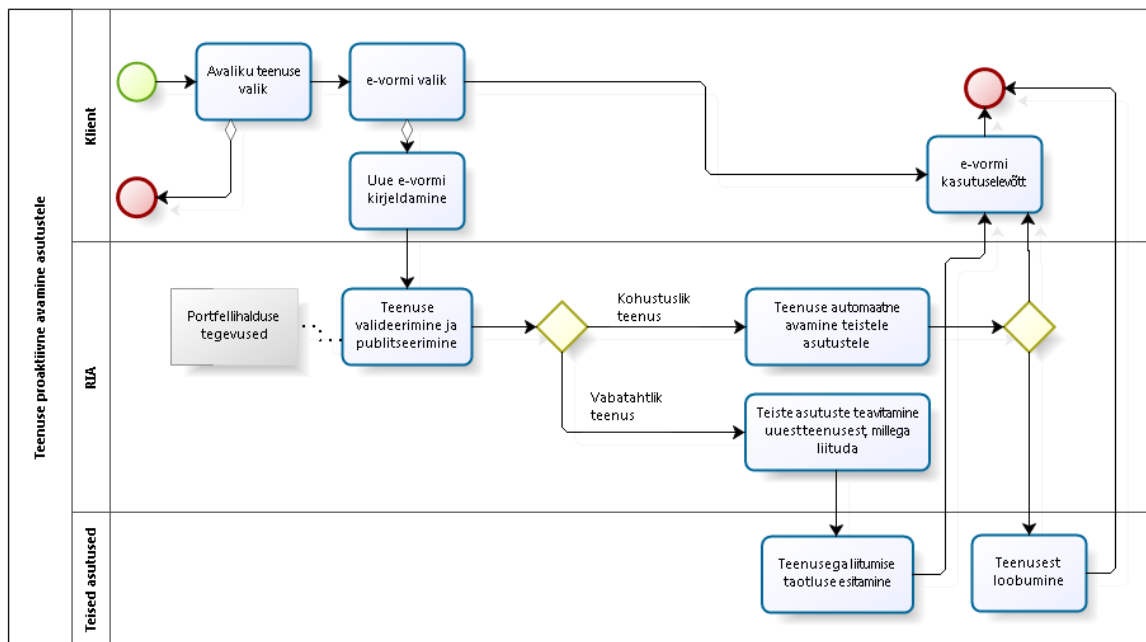 Teenuse proaktiivne avamine asutustele
Klient
Avaliku teenuse
valik
e-vormi valik
Uue e-vormi
kirjeldamine
e-vormi
kasutuselevõtt
RIA
Portfellihalduse
tegevused
Teenuse
valideerimine ja
publitseerimine
Kohustuslik
teenus
Teenuse automaatne
avamine teistele
asutustele
Vabatahtlik
teenus
Teiste asutuste teavitamine
uuestteenusest, millega
liituda
Teised asutused
Teenusega liitumise
taotluse esitamine
Teenusest
loobumine